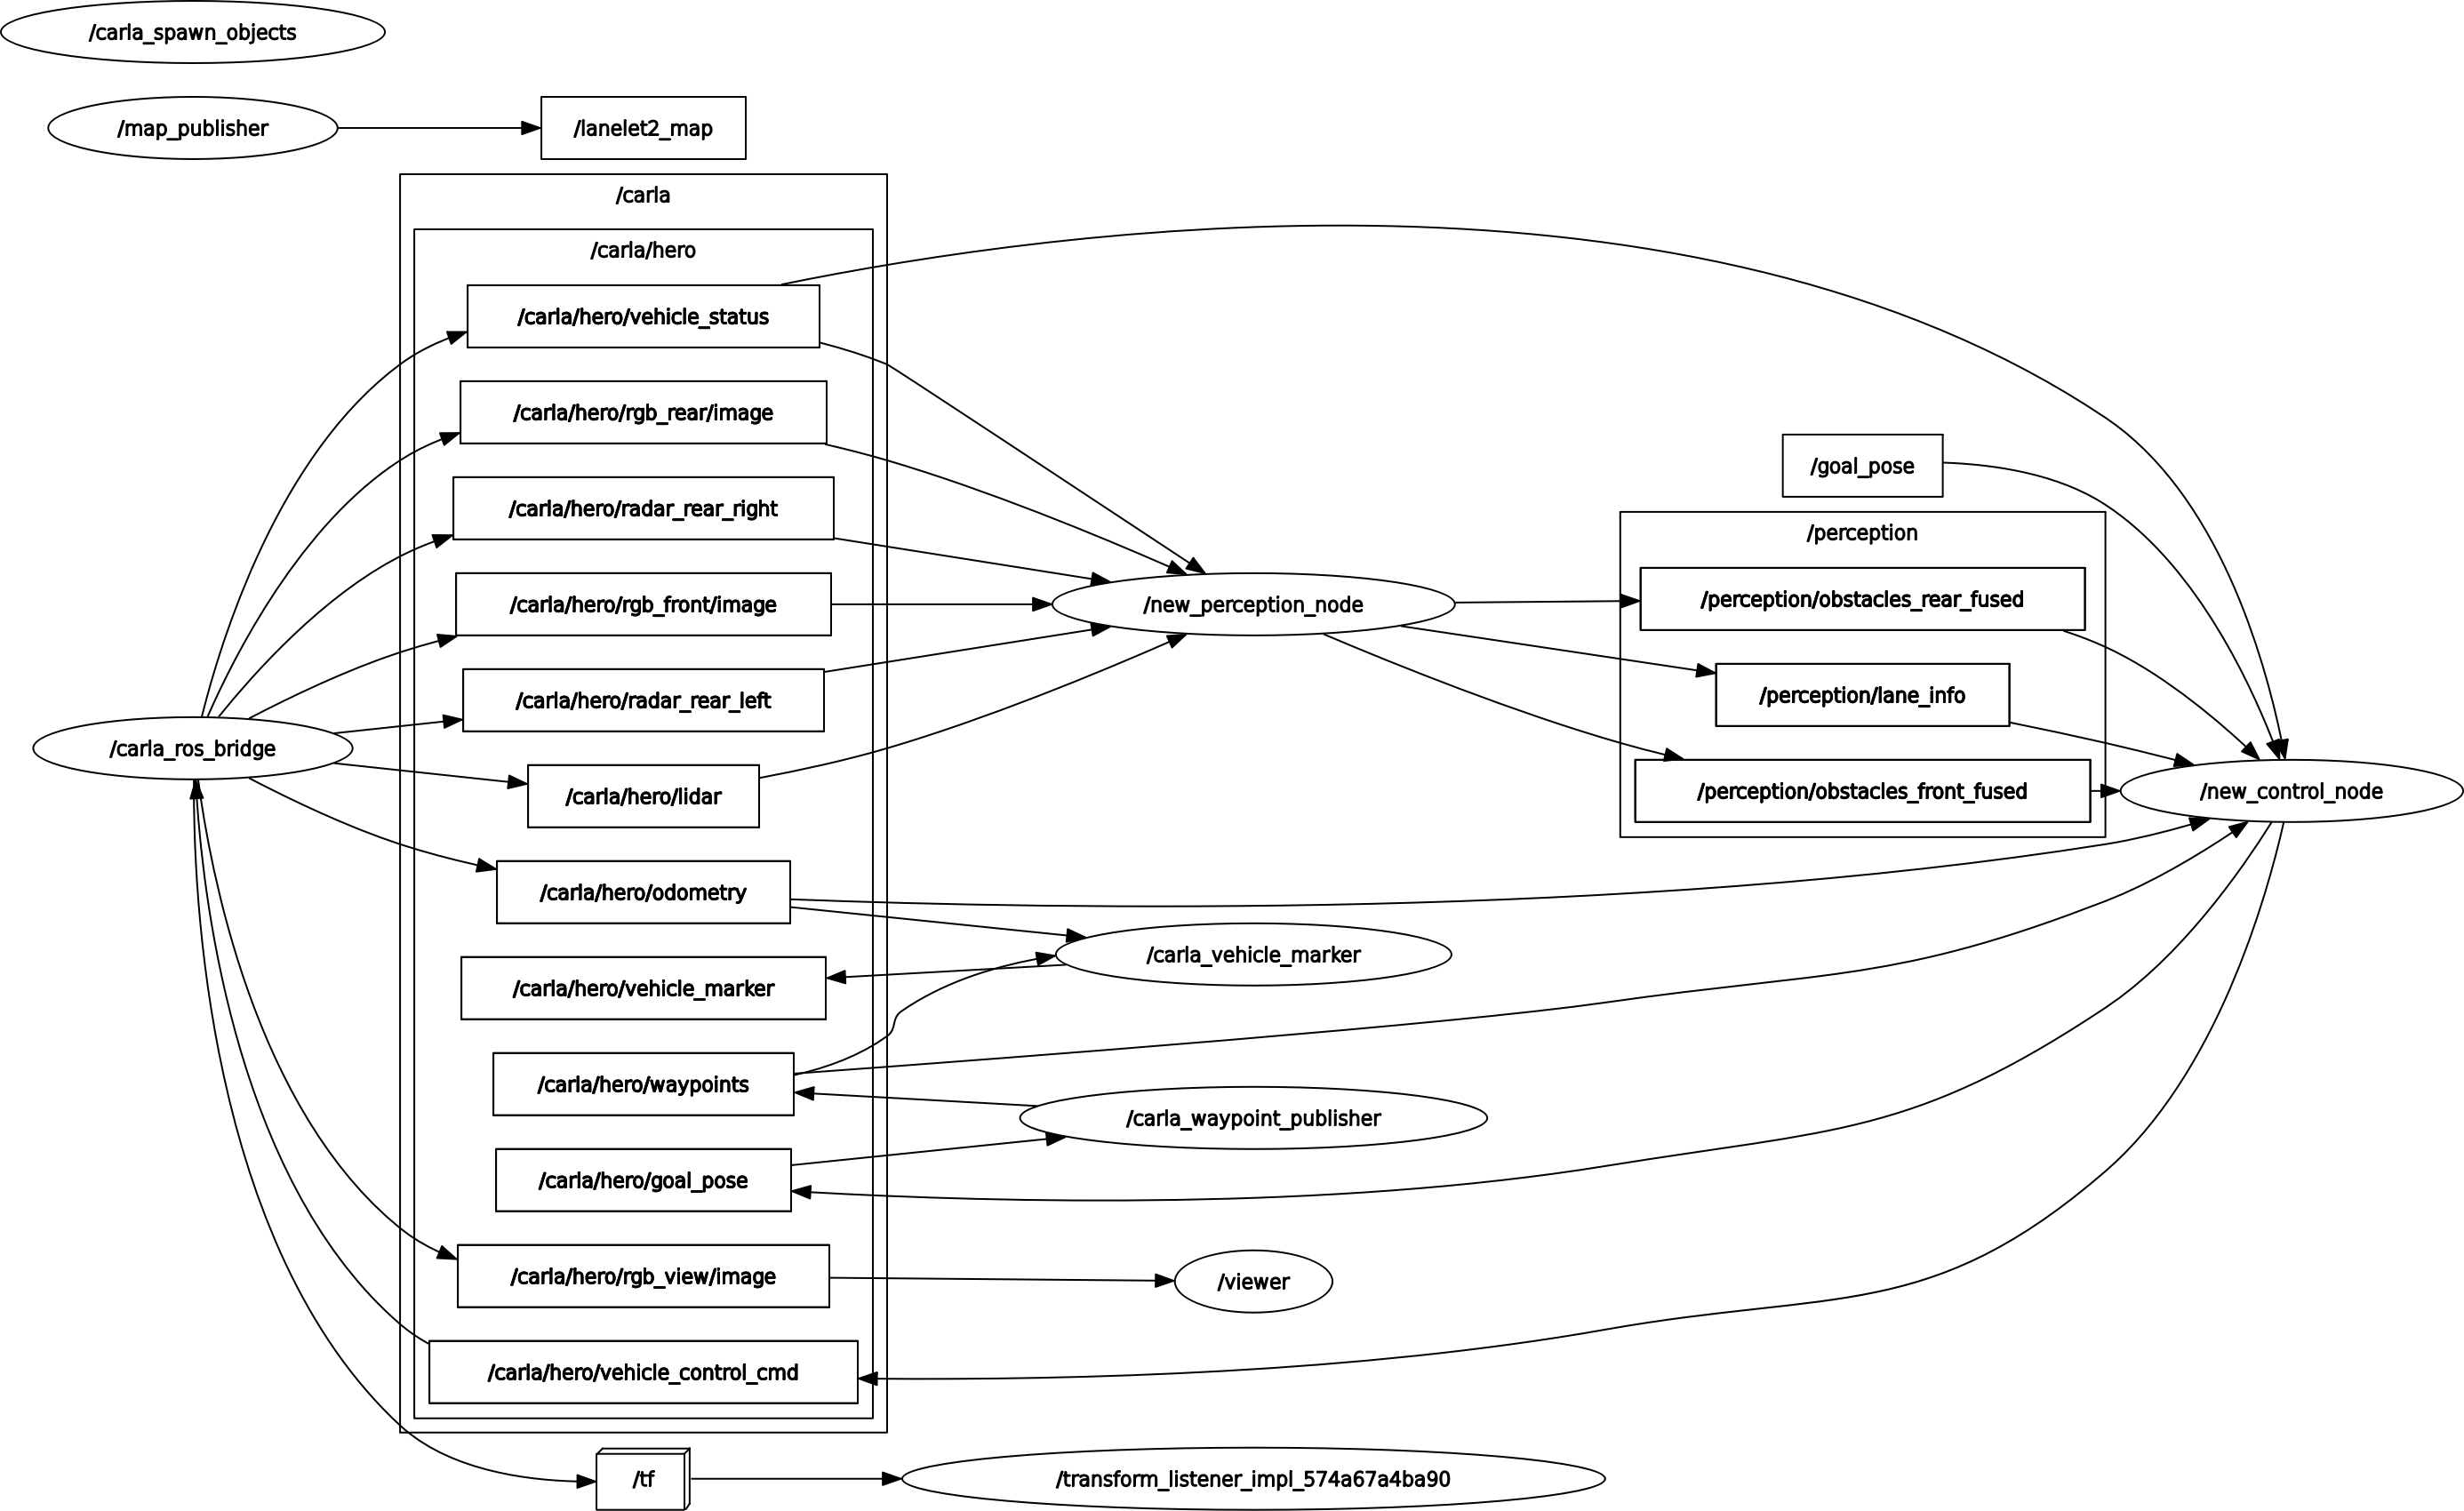 /carla_spawn_objects
/map_publisher
/lanelet2_map
/carla
/carla/hero
/carla/hero/vehicle_status
/carla/hero/rgb_rear/image
/carla/hero/radar_rear_right
/carla/hero/rgb_front/image
/carla/hero/radar_rear_left
/carla_ros_bridge
/carla/hero/lidar
/carla/hero/odometry
/carla/hero/vehicle_marker
/carla/hero/waypoints
/carla/hero/goal_pose
/carla/hero/rgb_view/image
/carla/hero/vehicle_control_cmd
/tf
/new_perception_node
/carla_vehicle_marker
/carla_waypoint_publisher
/viewer
/transform_listener_impl_574a67a4ba90
/goal_pose
/perception
/perception/obstacles_rear_fused
/perception/lane_info
/perception/obstacles_front_fused
/new_control_node